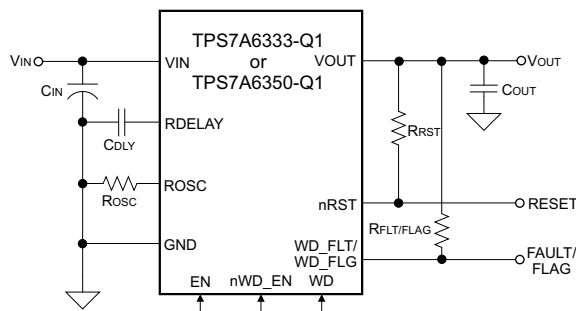 TPS7A6333-Q1
or
TPS7A6350-Q1
VIN
VIN
VOUT
VOUT
CIN
COUT
RDELAY
CDLY
RRST
ROSC
ROSC
nRST
RESET
RFLT/FLAG
GND
WD_FLT/
WD_FLG
FAULT/
FLAG
EN
nWD_EN
WD